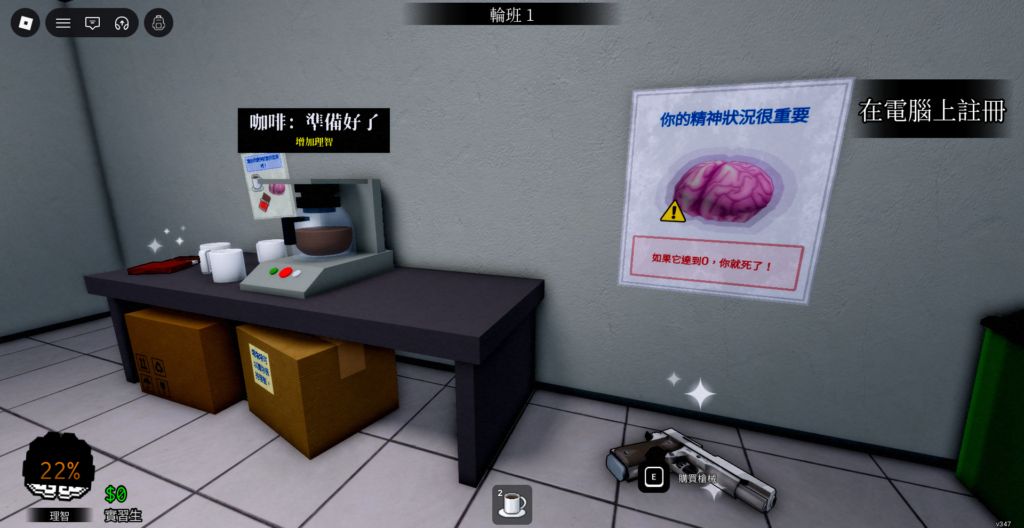 輪班 1
在電腦上註冊
咖啡: 準備好了
增加理智
你的精神狀況很重要
如果它達到0,你就死了!
E
購買槍械
22%
理智
$0
實習生
2
v347